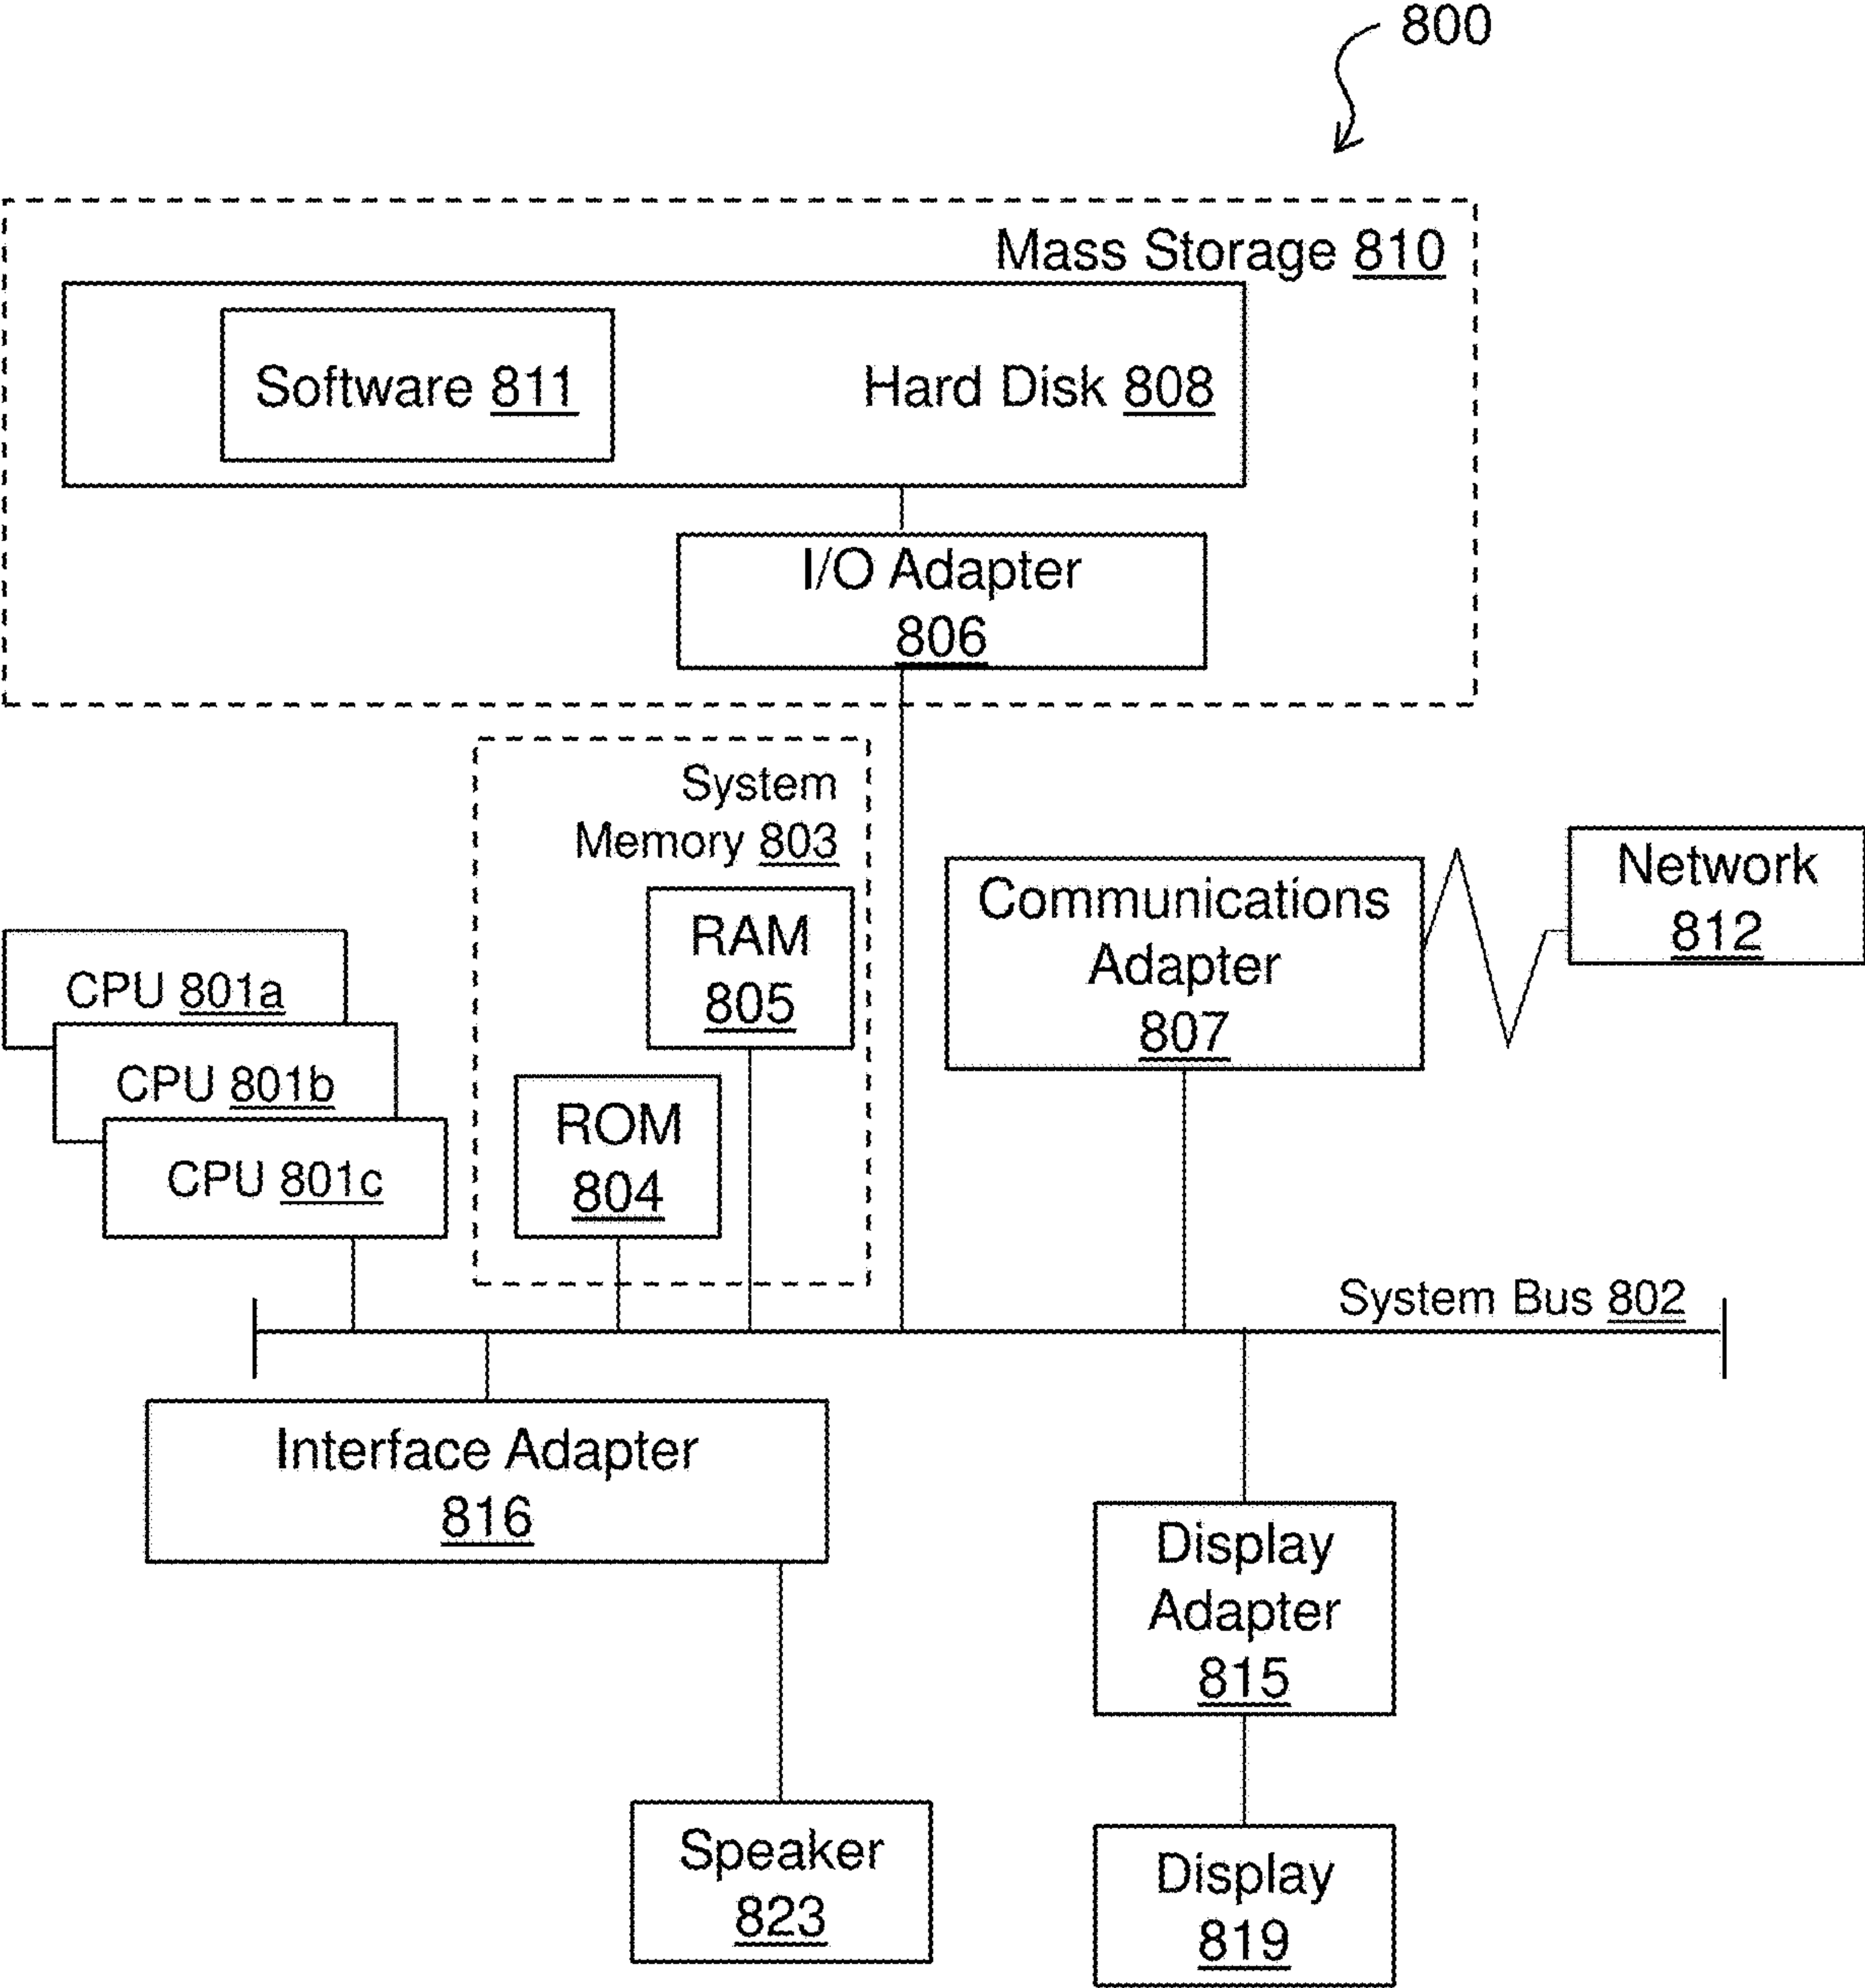 800
Mass Storage 810
Software 811
Hard Disk 808
I/O Adapter
806
System
Memory 803
RAM
805
ROM
804
Communications
Adapter
807
Network
812
CPU 801a
CPU 801b
CPU 801c
System Bus 802
Interface Adapter
816
Display
Adapter
815
Speaker
823
Display
819